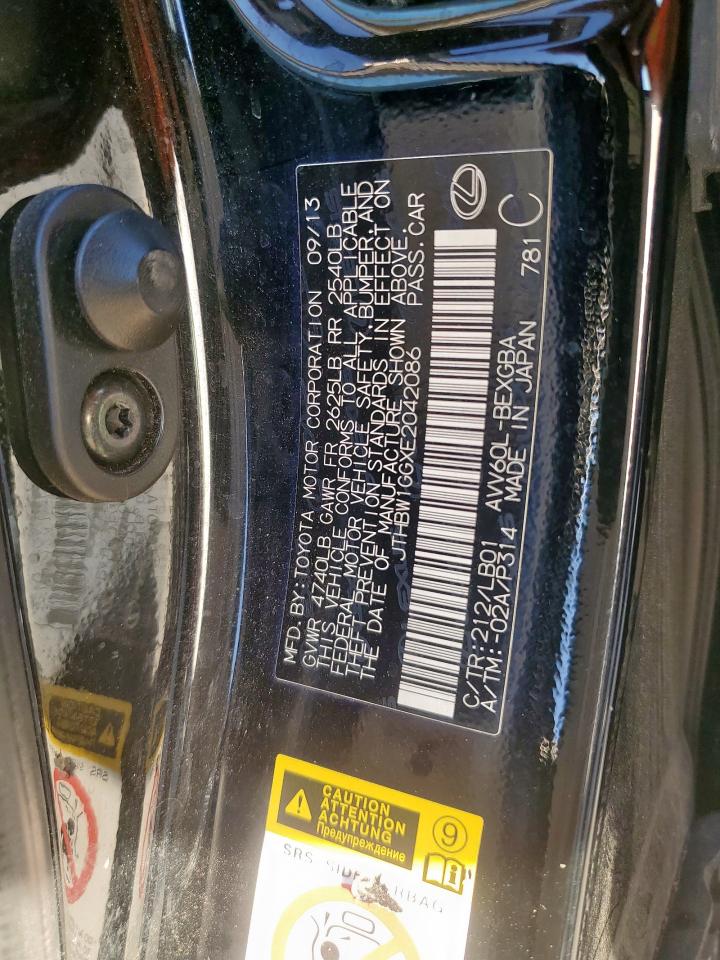 MFD.BY:TOYOTA MOTOR CORPORATION 09/13
GVWR 4740LB GAWR FR 2625LB RR 2540LB
THIS VEHICLE CONFORMS TO ALL APPLICABLE
FEDERAL MOTOR VEHICLE SAFETY,BUMPER,AND
THEFT PREVENTION STANDARDS IN EFFECT ON
THE DATE OF MANUFACTURE SHOWN ABOVE.
JTHBW1GGXE2042086 PASS.CAR
C/TR:212/LB01 AVV60L-BEXGBA
A/TM:-02A/P314 MADE IN JAPAN 781 C
CAUTION
ATTENTION
ACHTUNG
Предупреждение
9
SRS